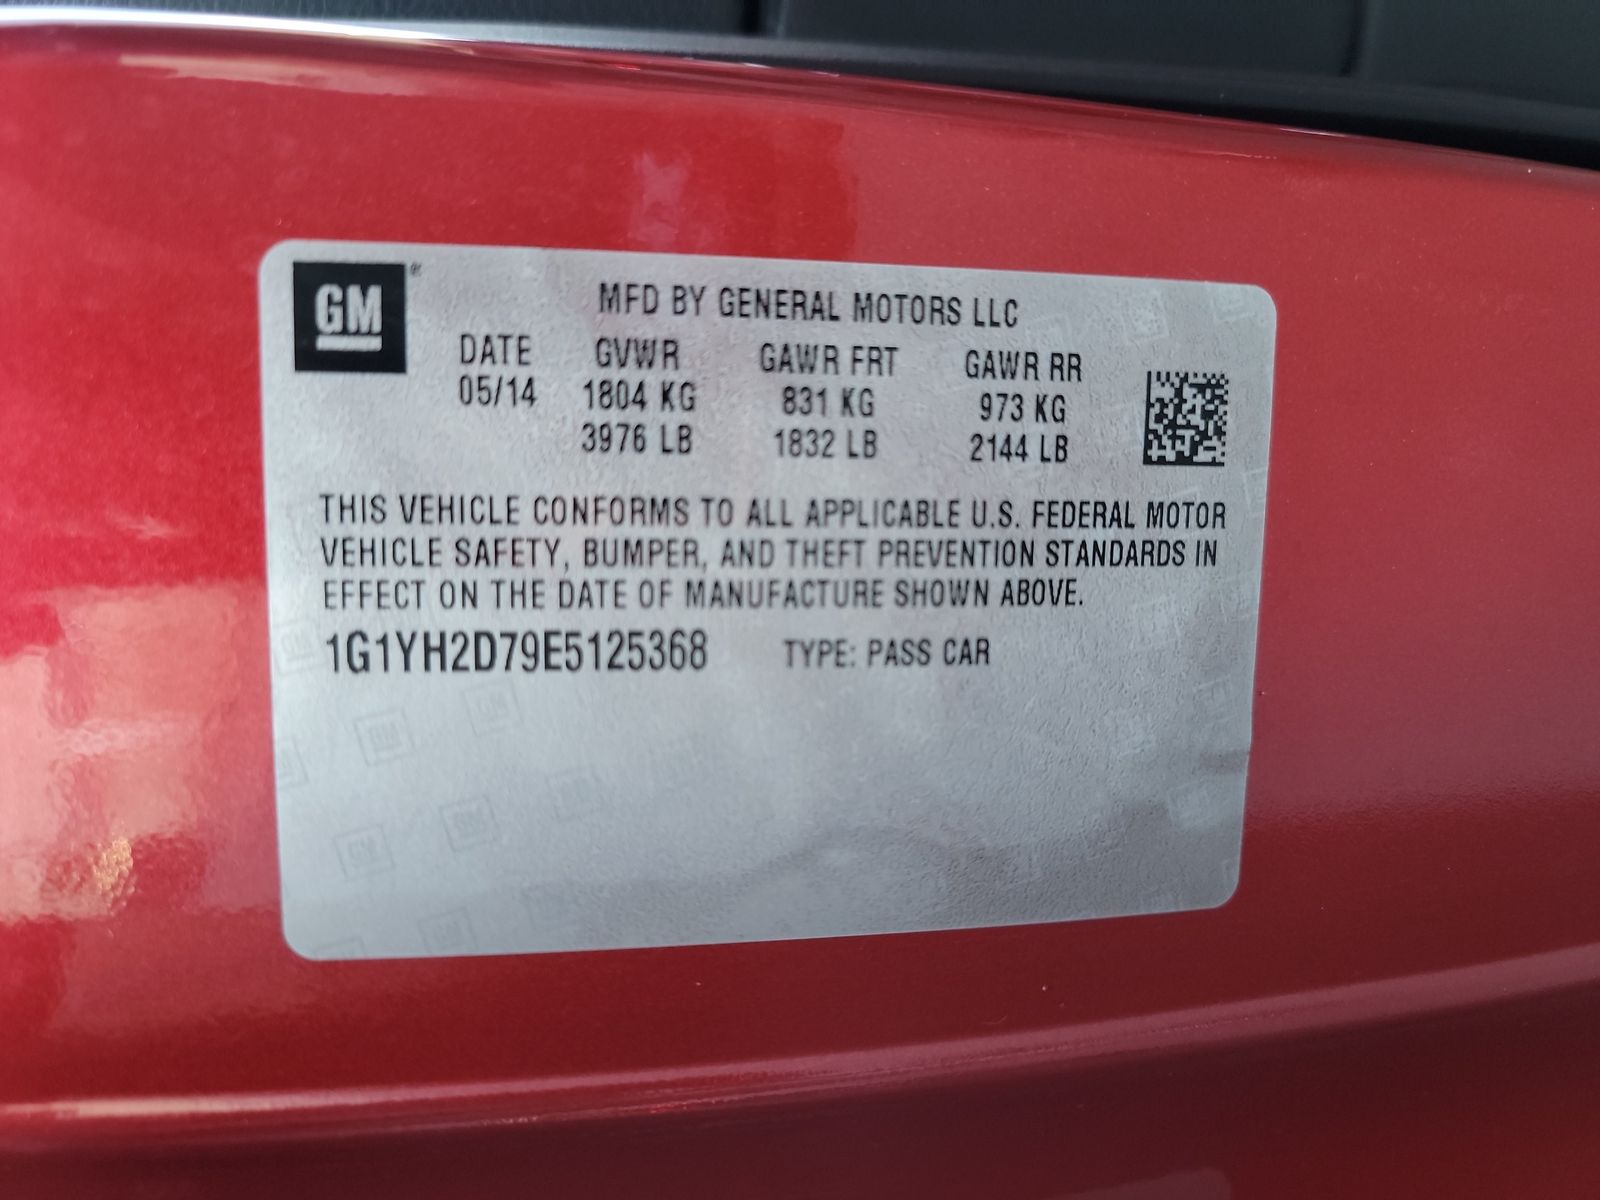 GM®
MFD BY GENERAL MOTORS LLC
DATE GVWR GAWR FRT GAWR RR
05/14 1804 KG 831 KG 973 KG
3976 LB 1832 LB 2144 LB
THIS VEHICLE CONFORMS TO ALL APPLICABLE U.S. FEDERAL MOTOR
VEHICLE SAFETY, BUMPER, AND THEFT PREVENTION STANDARDS IN
EFFECT ON THE DATE OF MANUFACTURE SHOWN ABOVE.
1G1YH2D79E5125368 TYPE: PASS CAR